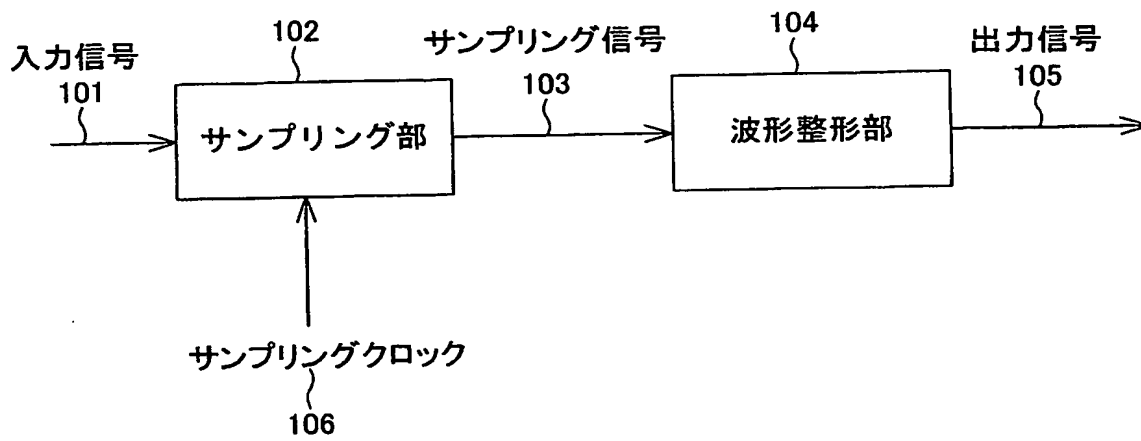 入力信号
101
102
サンプリング部
サンプリング信号
103
104
波形整形部
出力信号
105
サンプリングクロック
106